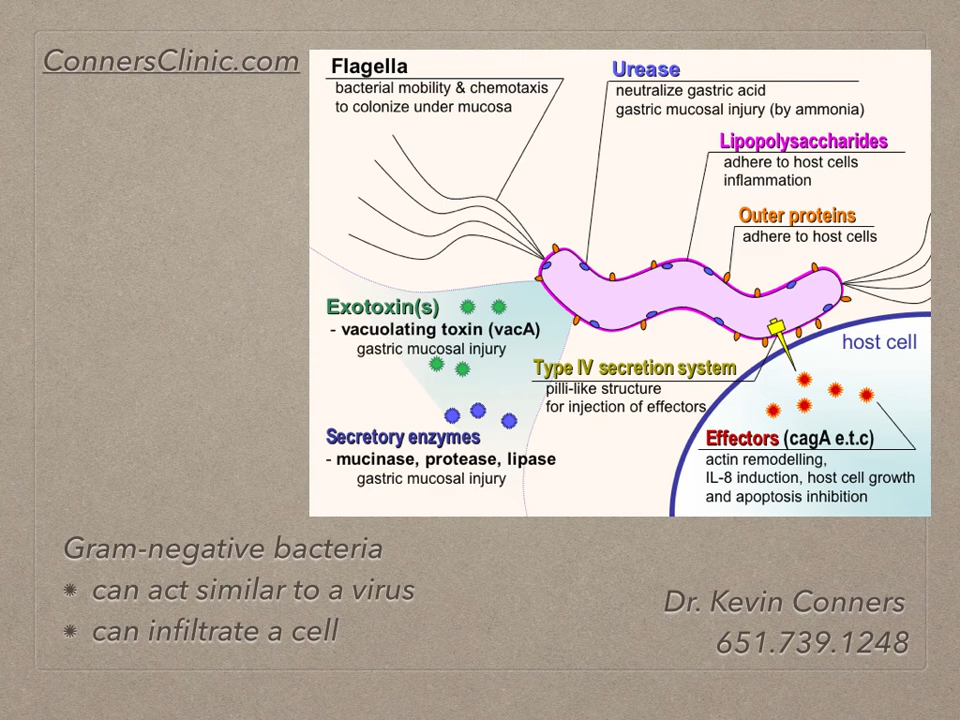 ConnersClinic.com
Flagella
bacterial mobility & chemotaxis
to colonize under mucosa
Urease
neutralize gastric acid
gastric mucosal injury (by ammonia)
Lipopolysaccharides
adhere to host cells
inflammation
Outer proteins
adhere to host cells
Exotoxin(s)
- vacuolating toxin (vacA)
gastric mucosal injury
host cell
Type IV secretion system
pilli-like structure
for injection of effectors
Secretory enzymes
- mucinase, protease, lipase
gastric mucosal injury
Effectors (cagA e.t.c)
actin remodelling,
IL-8 induction, host cell growth
and apoptosis inhibition
Gram-negative bacteria
can act similar to a virus
can infiltrate a cell
Dr. Kevin Conners
651.739.1248